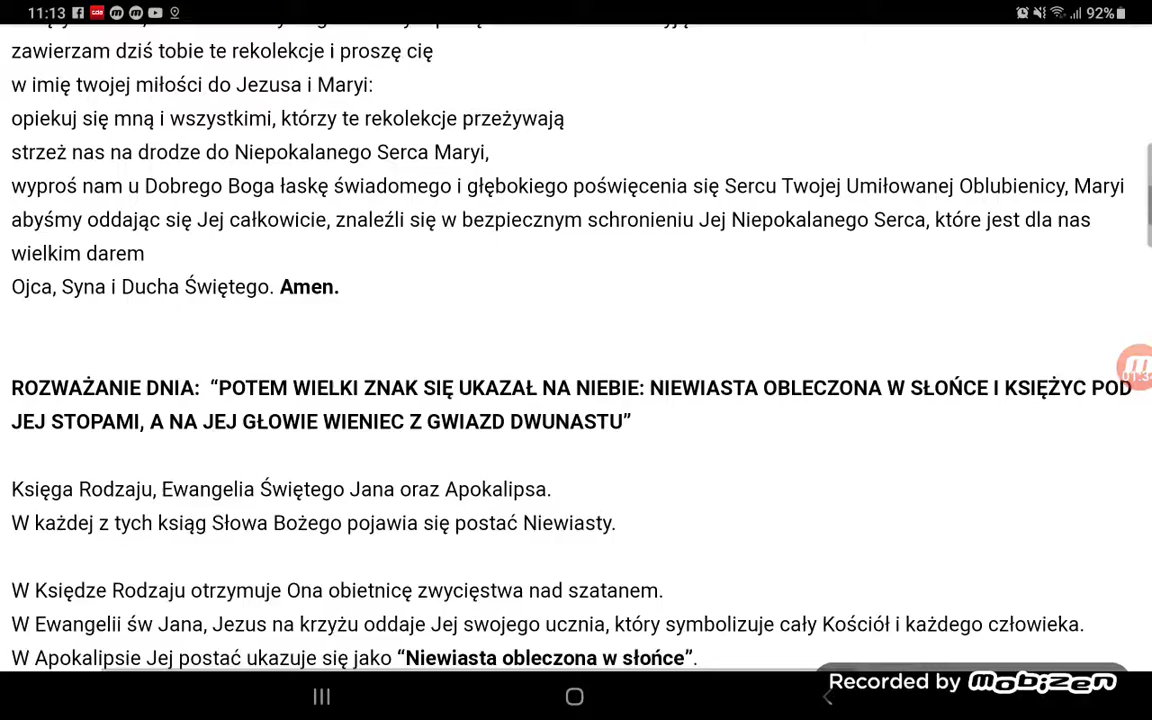 11:13
92%
zawierzam dziś tobie te rekolekcje i proszę cię
w imię twojej miłości do Jezusa i Maryi:
opiekuj się mną i wszystkimi, którzy te rekolekcje przeżywają
strzeż nas na drodze do Niepokalanego Serca Maryi,
wyproś nam u Dobrego Boga łaskę świadomego i głębokiego poświęcenia się Sercu Twojej Umiłowanej Oblubienicy, Maryi
abyśmy oddając się Jej całkowicie, znaleźli się w bezpiecznym schronieniu Jej Niepokalanego Serca, które jest dla nas
wielkim darem
Ojca, Syna i Ducha Świętego. Amen.
ROZWAŻANIE DNIA: “POTEM WIELKI ZNAK SIĘ UKAZAŁ NA NIEBIE: NIEWIASTA OBLECZONA W SŁOŃCE I KSIĘŻYC POD
JEJ STOPAMI, A NA JEJ GŁOWIE WIENIEC Z GWIAZD DWUNASTU”
Księga Rodzaju, Ewangelia Świętego Jana oraz Apokalipsa.
W każdej z tych ksiąg Słowa Bożego pojawia się postać Niewiasty.
W Księdze Rodzaju otrzymuje Ona obietnicę zwycięstwa nad szatanem.
W Ewangelii św Jana, Jezus na krzyżu oddaje Jej swojego ucznia, który symbolizuje cały Kościół i każdego człowieka.
W Apokalipsie Jej postać ukazuje się jako “Niewiasta obleczona w słońce”.
Recorded by mobizen